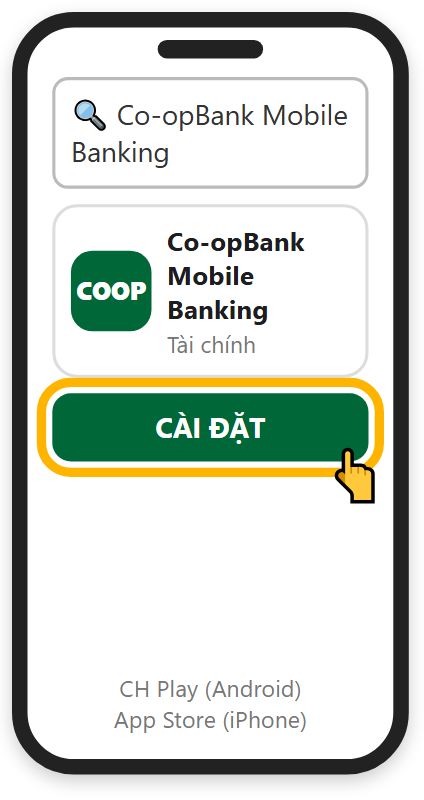 Co-opBank Mobile
Banking
Co-opBank
Mobile
Banking
COOP
Tài chính
CÀI ĐẶT
CH Play (Android)
App Store (iPhone)